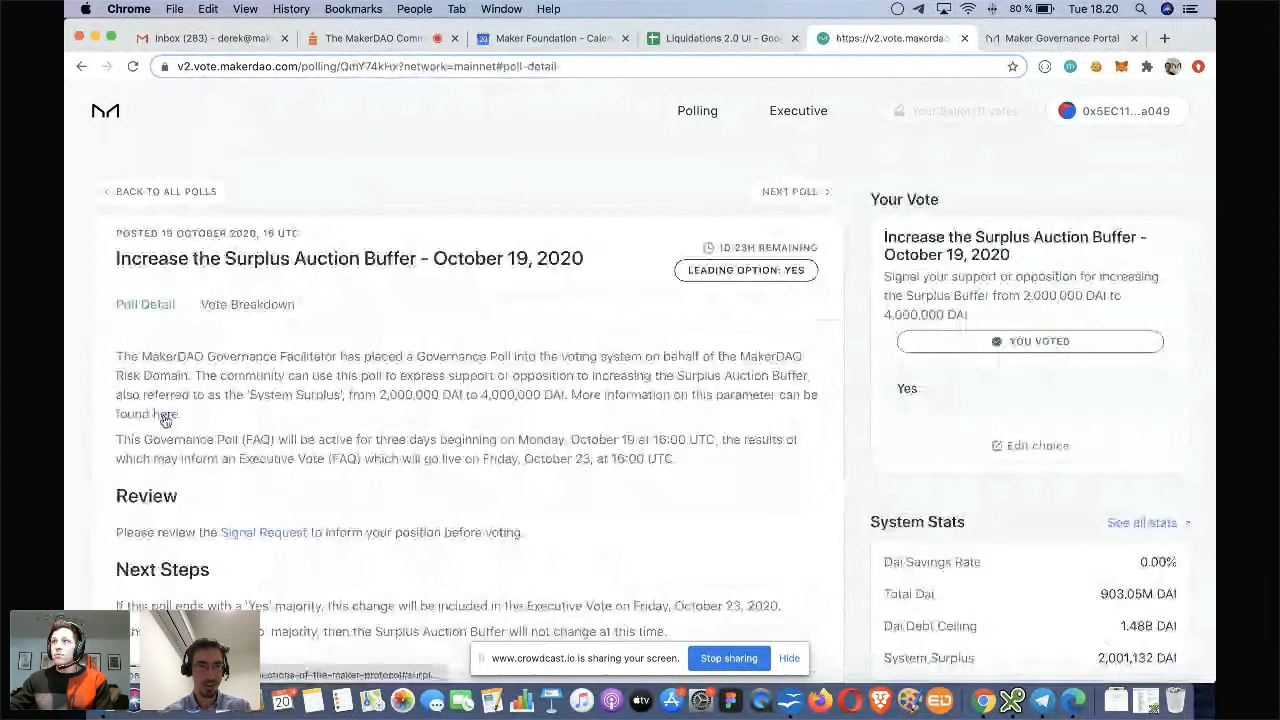 Chrome File Edit View History Bookmarks People Tab Window Help 80% Tue 18.20
Inbox (283) - derek@mak The MakerDAO Com Maker Foundation - Calen Liquidations 2.0 UI - Goo https://v2.vote.makerdao Maker Governance Portal
v2.vote.makerdao.com/polling/QmY74kHx?network=mainnet#poll-detail
Polling Executive Your Ballot: 0 votes 0x5EC11...a049
BACK TO ALL POLLS NEXT POLL
POSTED 19 OCTOBER 2020, 16 UTC
Increase the Surplus Auction Buffer - October 19, 2020
1D 23H REMAINING
LEADING OPTION: YES
Poll Detail Vote Breakdown
The MakerDAO Governance Facilitator has placed a Governance Poll into the voting system on behalf of the MakerDAO
Risk Domain. The community can use this poll to express support or opposition to increasing the Surplus Auction Buffer,
also referred to as the 'System Surplus', from 2,000,000 DAI to 4,000,000 DAI. More information on this parameter can be
found here.
This Governance Poll (FAQ) will be active for three days beginning on Monday, October 19 at 16:00 UTC, the results of
which may inform an Executive Vote (FAQ) which will go live on Friday, October 23, at 16:00 UTC.
Review
Please review the Signal Request to inform your position before voting.
Next Steps
If this poll ends with a 'Yes' majority, this change will be included in the Executive Vote on Friday, October 23, 2020.
majority, then the Surplus Auction Buffer will not change at this time.
Your Vote
Increase the Surplus Auction Buffer -
October 19, 2020
Signal your support or opposition for increasing
the Surplus Buffer from 2,000,000 DAI to
4,000,000 DAI
YOU VOTED
Yes
Edit choice
System Stats See all stats
Dai Savings Rate 0.00%
Total Dai 903.05M DAI
Dai Debt Ceiling 1.48B DAI
System Surplus 2,001,132 DAI
www.crowdcast.io is sharing your screen. Stop sharing Hide